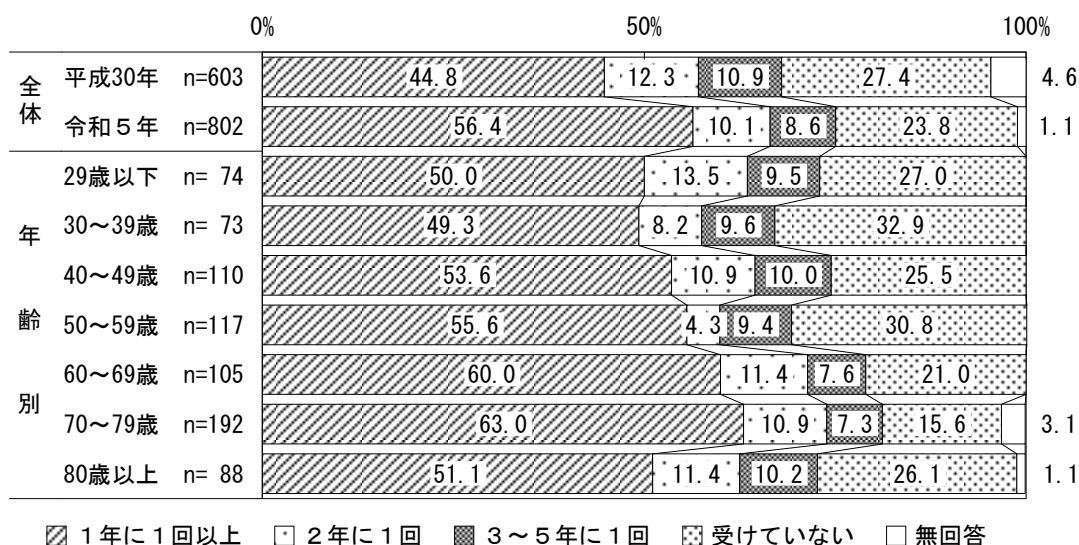 0% 50% 100%
全体
平成30年 n=603 44.8 12.3 10.9 27.4 4.6
令和５年 n=802 56.4 10.1 8.6 23.8 1.1
年齢別
29歳以下 n= 74 50.0 13.5 9.5 27.0
30～39歳 n= 73 49.3 8.2 9.6 32.9
40～49歳 n=110 53.6 10.9 10.0 25.5
50～59歳 n=117 55.6 4.3 9.4 30.8
60～69歳 n=105 60.0 11.4 7.6 21.0
70～79歳 n=192 63.0 10.9 7.3 15.6 3.1
80歳以上 n= 88 51.1 11.4 10.2 26.1 1.1
１年に１回以上 ２年に１回 ３～５年に１回 受けていない 無回答